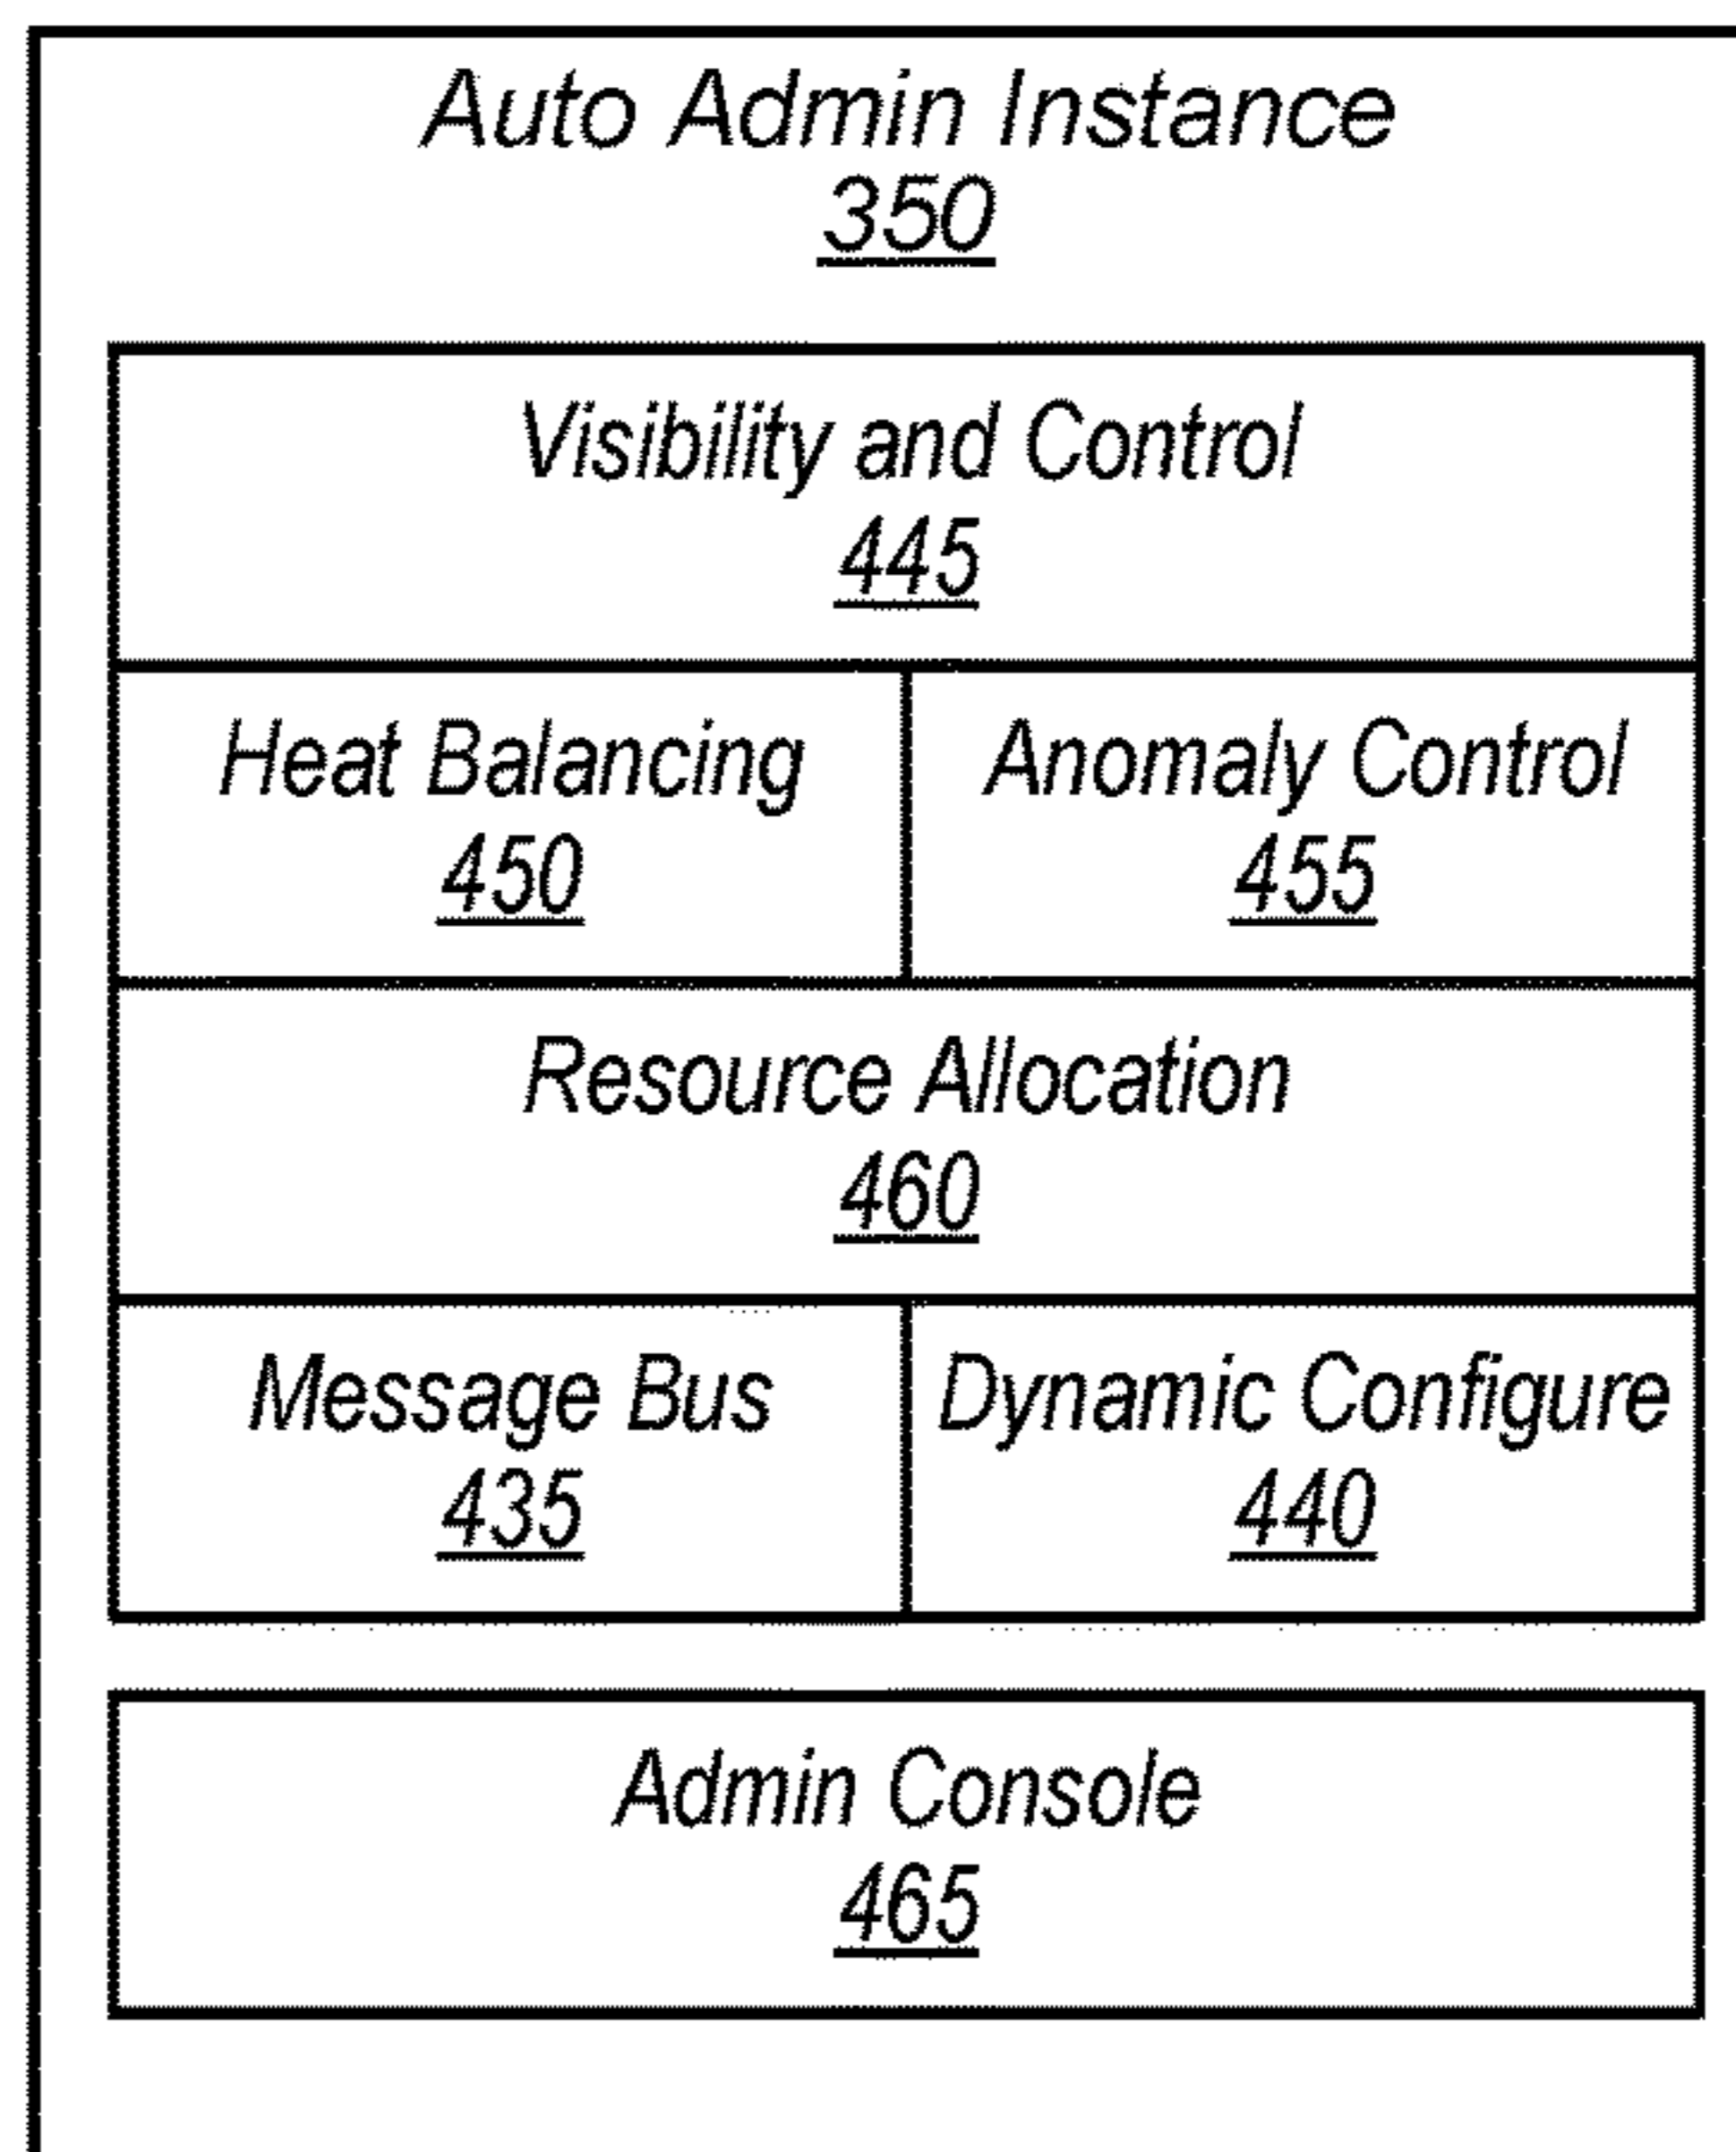 Auto Admin Instance
350
Visibility and Control
445
Heat Balancing
450
Anomaly Control
455
Resource Allocation
460
Message Bus
435
Dynamic Configure
440
Admin Console
465